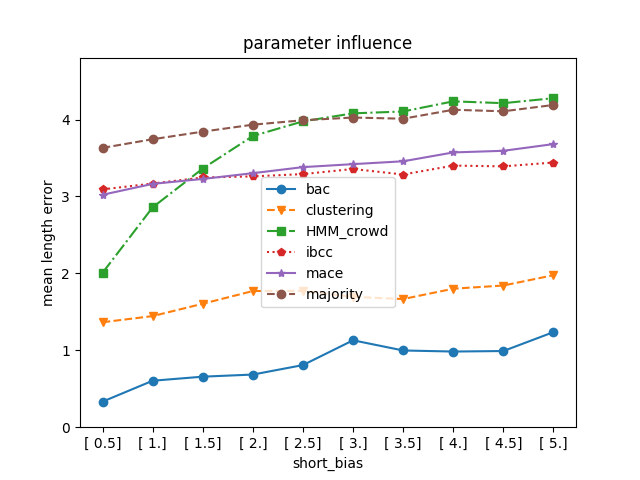 parameter influence
mean length error
4
3
2
1
0
bac
clustering
HMM_crowd
ibcc
mace
majority
[ 0.5] [ 1.] [ 1.5] [ 2.] [ 2.5] [ 3.] [ 3.5] [ 4.] [ 4.5] [ 5.]
short_bias